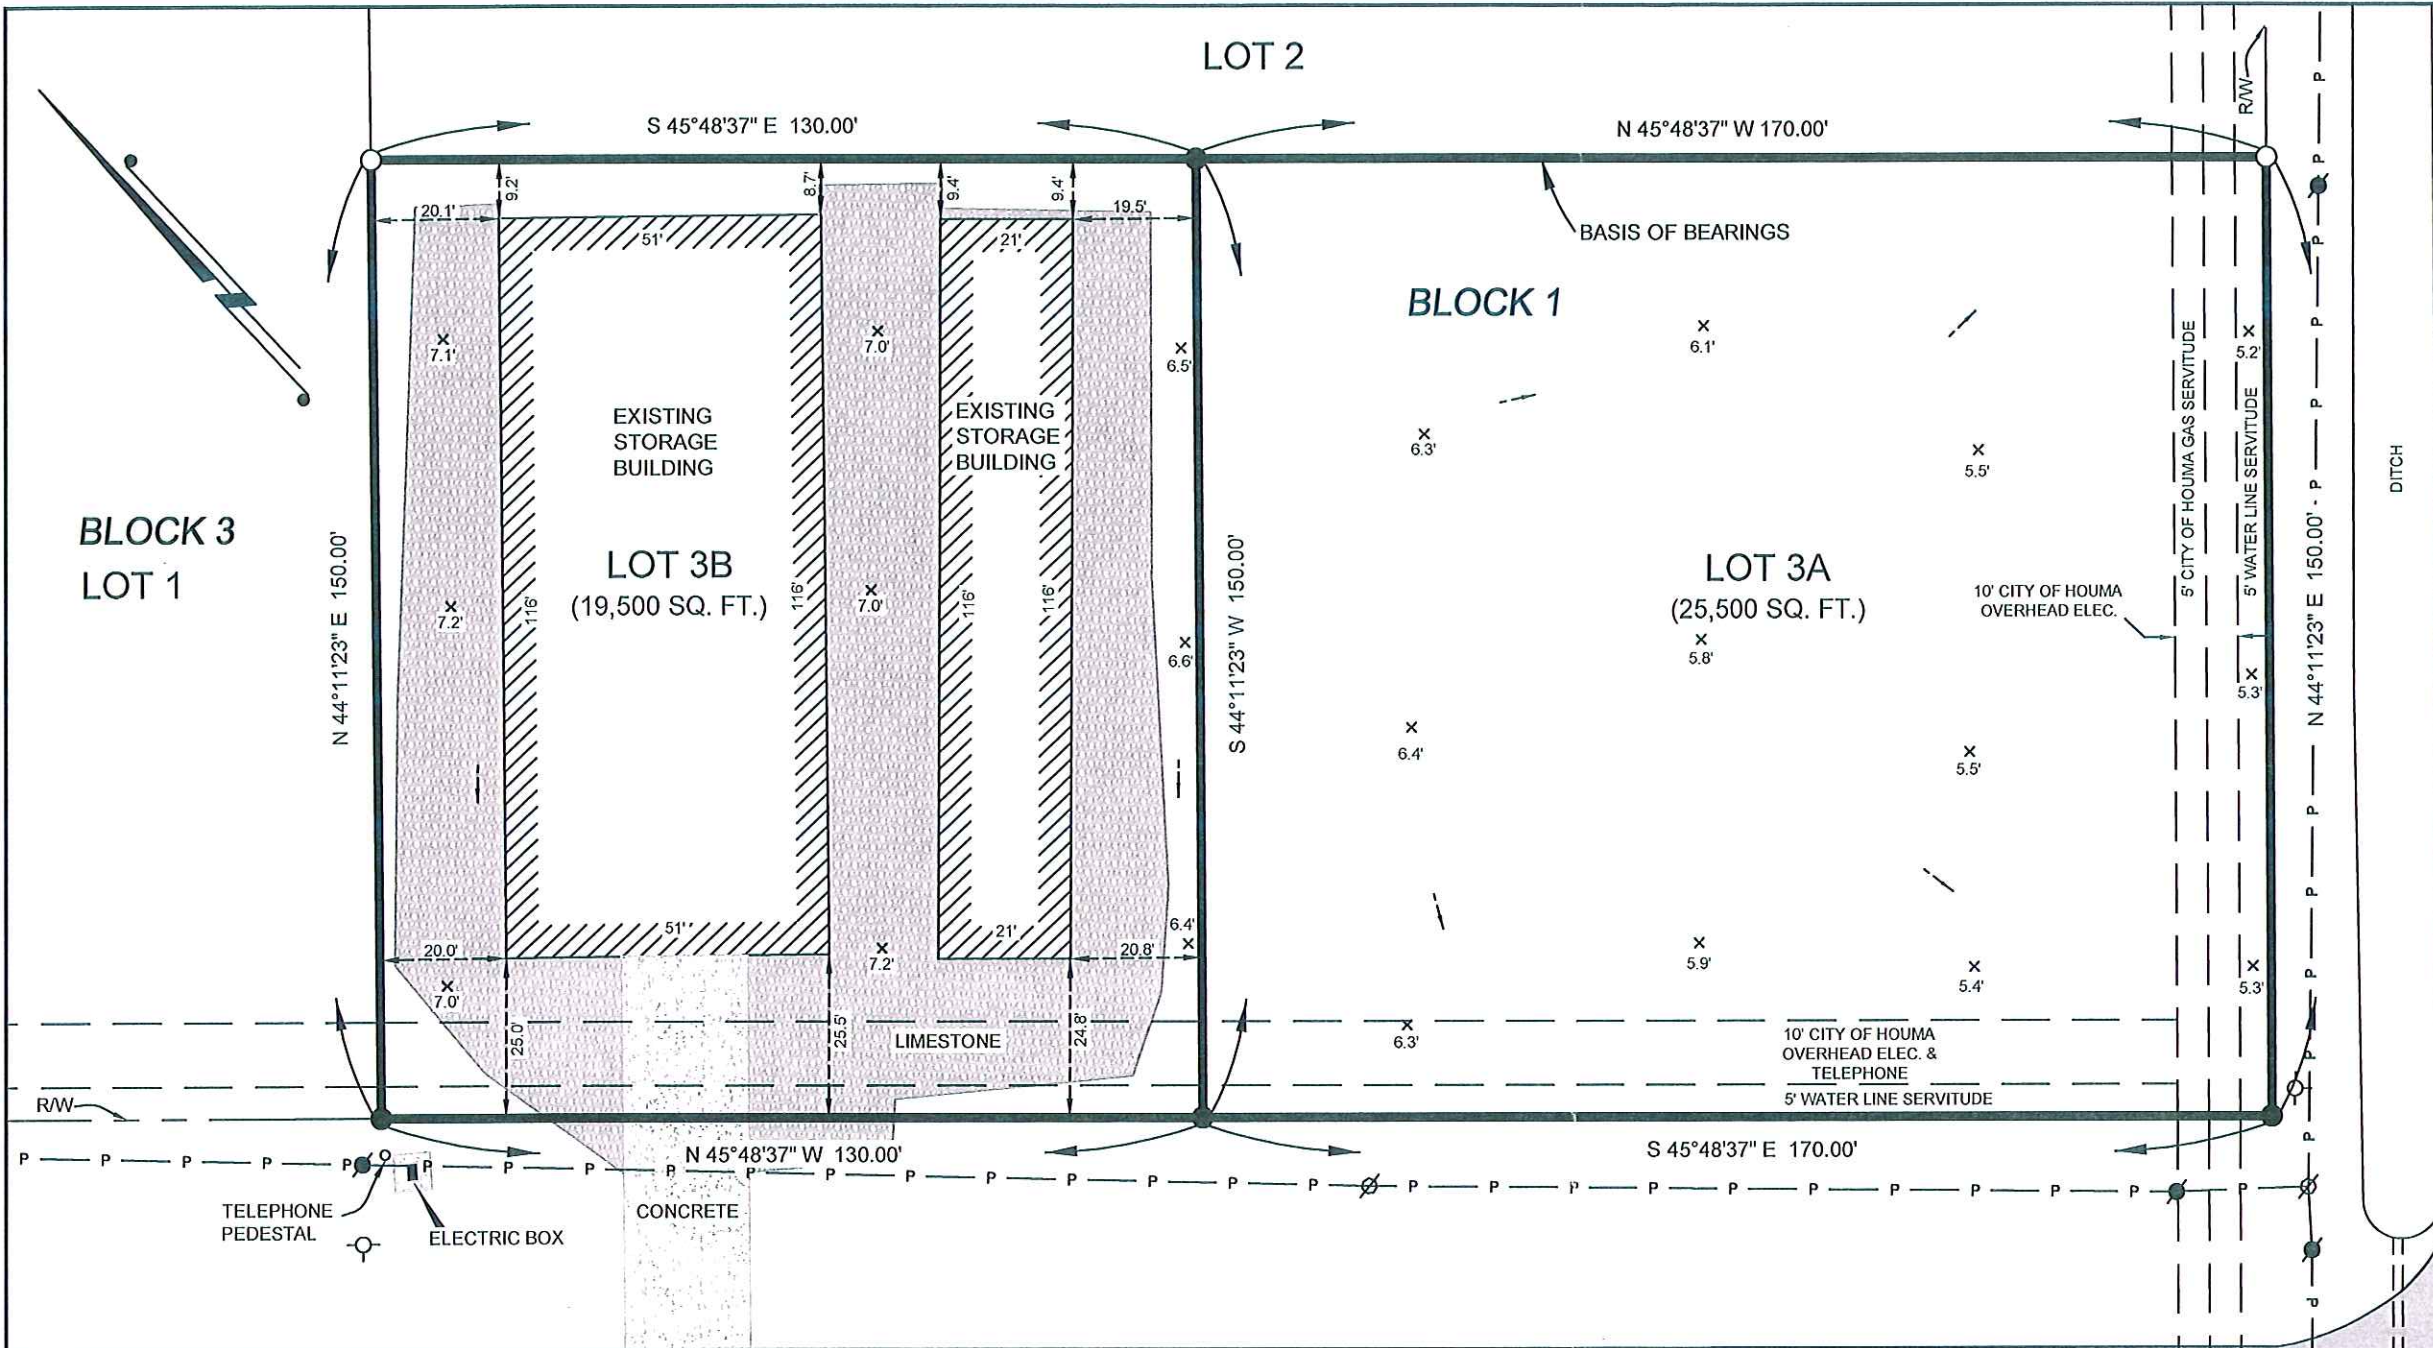 LOT 2
R/W
P
S 45°48'37" E 130.00'
N 45°48'37" W 170.00'
P
9.2'
8.7'
9.4'
9.4'
20.1'
19.5'
51'
21'
BASIS OF BEARINGS
P
BLOCK 1
7.1'
7.0'
6.5'
6.1'
5.2'
P
P
EXISTING
STORAGE
BUILDING
EXISTING
STORAGE
BUILDING
6.3'
5.5'
5' CITY OF HOUMA GAS SERVITUDE
5' WATER LINE SERVITUDE
DITCH
BLOCK 3
LOT 1
N 44°11'23" E 150.00'
LOT 3B
(19,500 SQ. FT.)
116'
116'
116'
116'
7.2'
7.0'
6.6'
S 44°11'23" W 150.00'
LOT 3A
(25,500 SQ. FT.)
10' CITY OF HOUMA
OVERHEAD ELEC.
N 44°11'23" E 150.00'
P
5.8'
5.3'
6.4'
5.5'
P
P
51'
21'
6.4'
20.0'
20.8'
7.2'
7.0'
5.9'
5.4'
5.3'
P
25.0'
25.5'
24.8'
LIMESTONE
6.3'
10' CITY OF HOUMA
OVERHEAD ELEC. &
TELEPHONE
5' WATER LINE SERVITUDE
P
R/W
P
N 45°48'37" W 130.00'
S 45°48'37" E 170.00'
P P P P P P P P P P P P P P P P P P P P P P P P P P P P
TELEPHONE
PEDESTAL
ELECTRIC BOX
CONCRETE
P